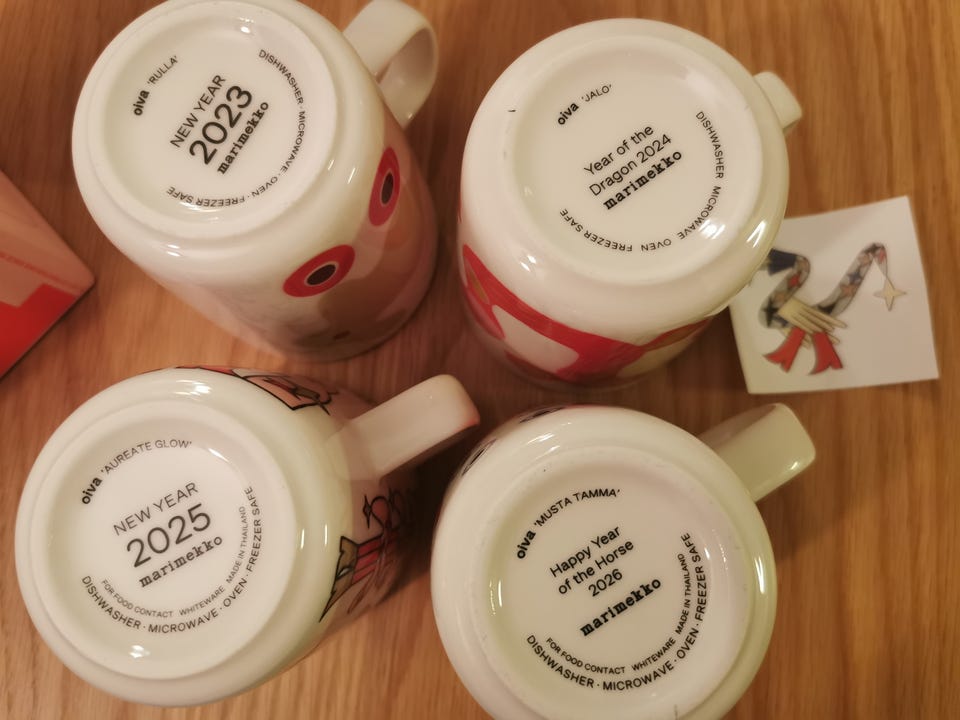 oiva 'RULLA'
NEW YEAR
2023
marimekko
DISHWASHER · MICROWAVE · OVEN · FREEZER SAFE
oiva 'JALO'
Year of the
Dragon 2024
marimekko
DISHWASHER MICROWAVE OVEN FREEZER SAFE
oiva 'AUREATE GLOW'
NEW YEAR
2025
marimekko
FOR FOOD CONTACT WHITEWARE MADE IN THAILAND
DISHWASHER · MICROWAVE · OVEN · FREEZER SAFE
oiva 'MUSTA TAMMA'
Happy Year
of the Horse
2026
marimekko
FOR FOOD CONTACT WHITEWARE MADE IN THAILAND
DISHWASHER · MICROWAVE · OVEN · FREEZER SAFE